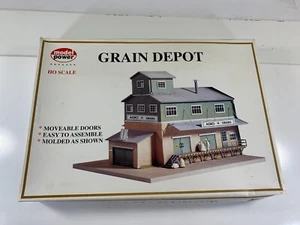 model
power
GRAIN DEPOT
HO SCALE
* MOVEABLE DOORS
* EASY TO ASSEMBLE
* MOLDED AS SHOWN